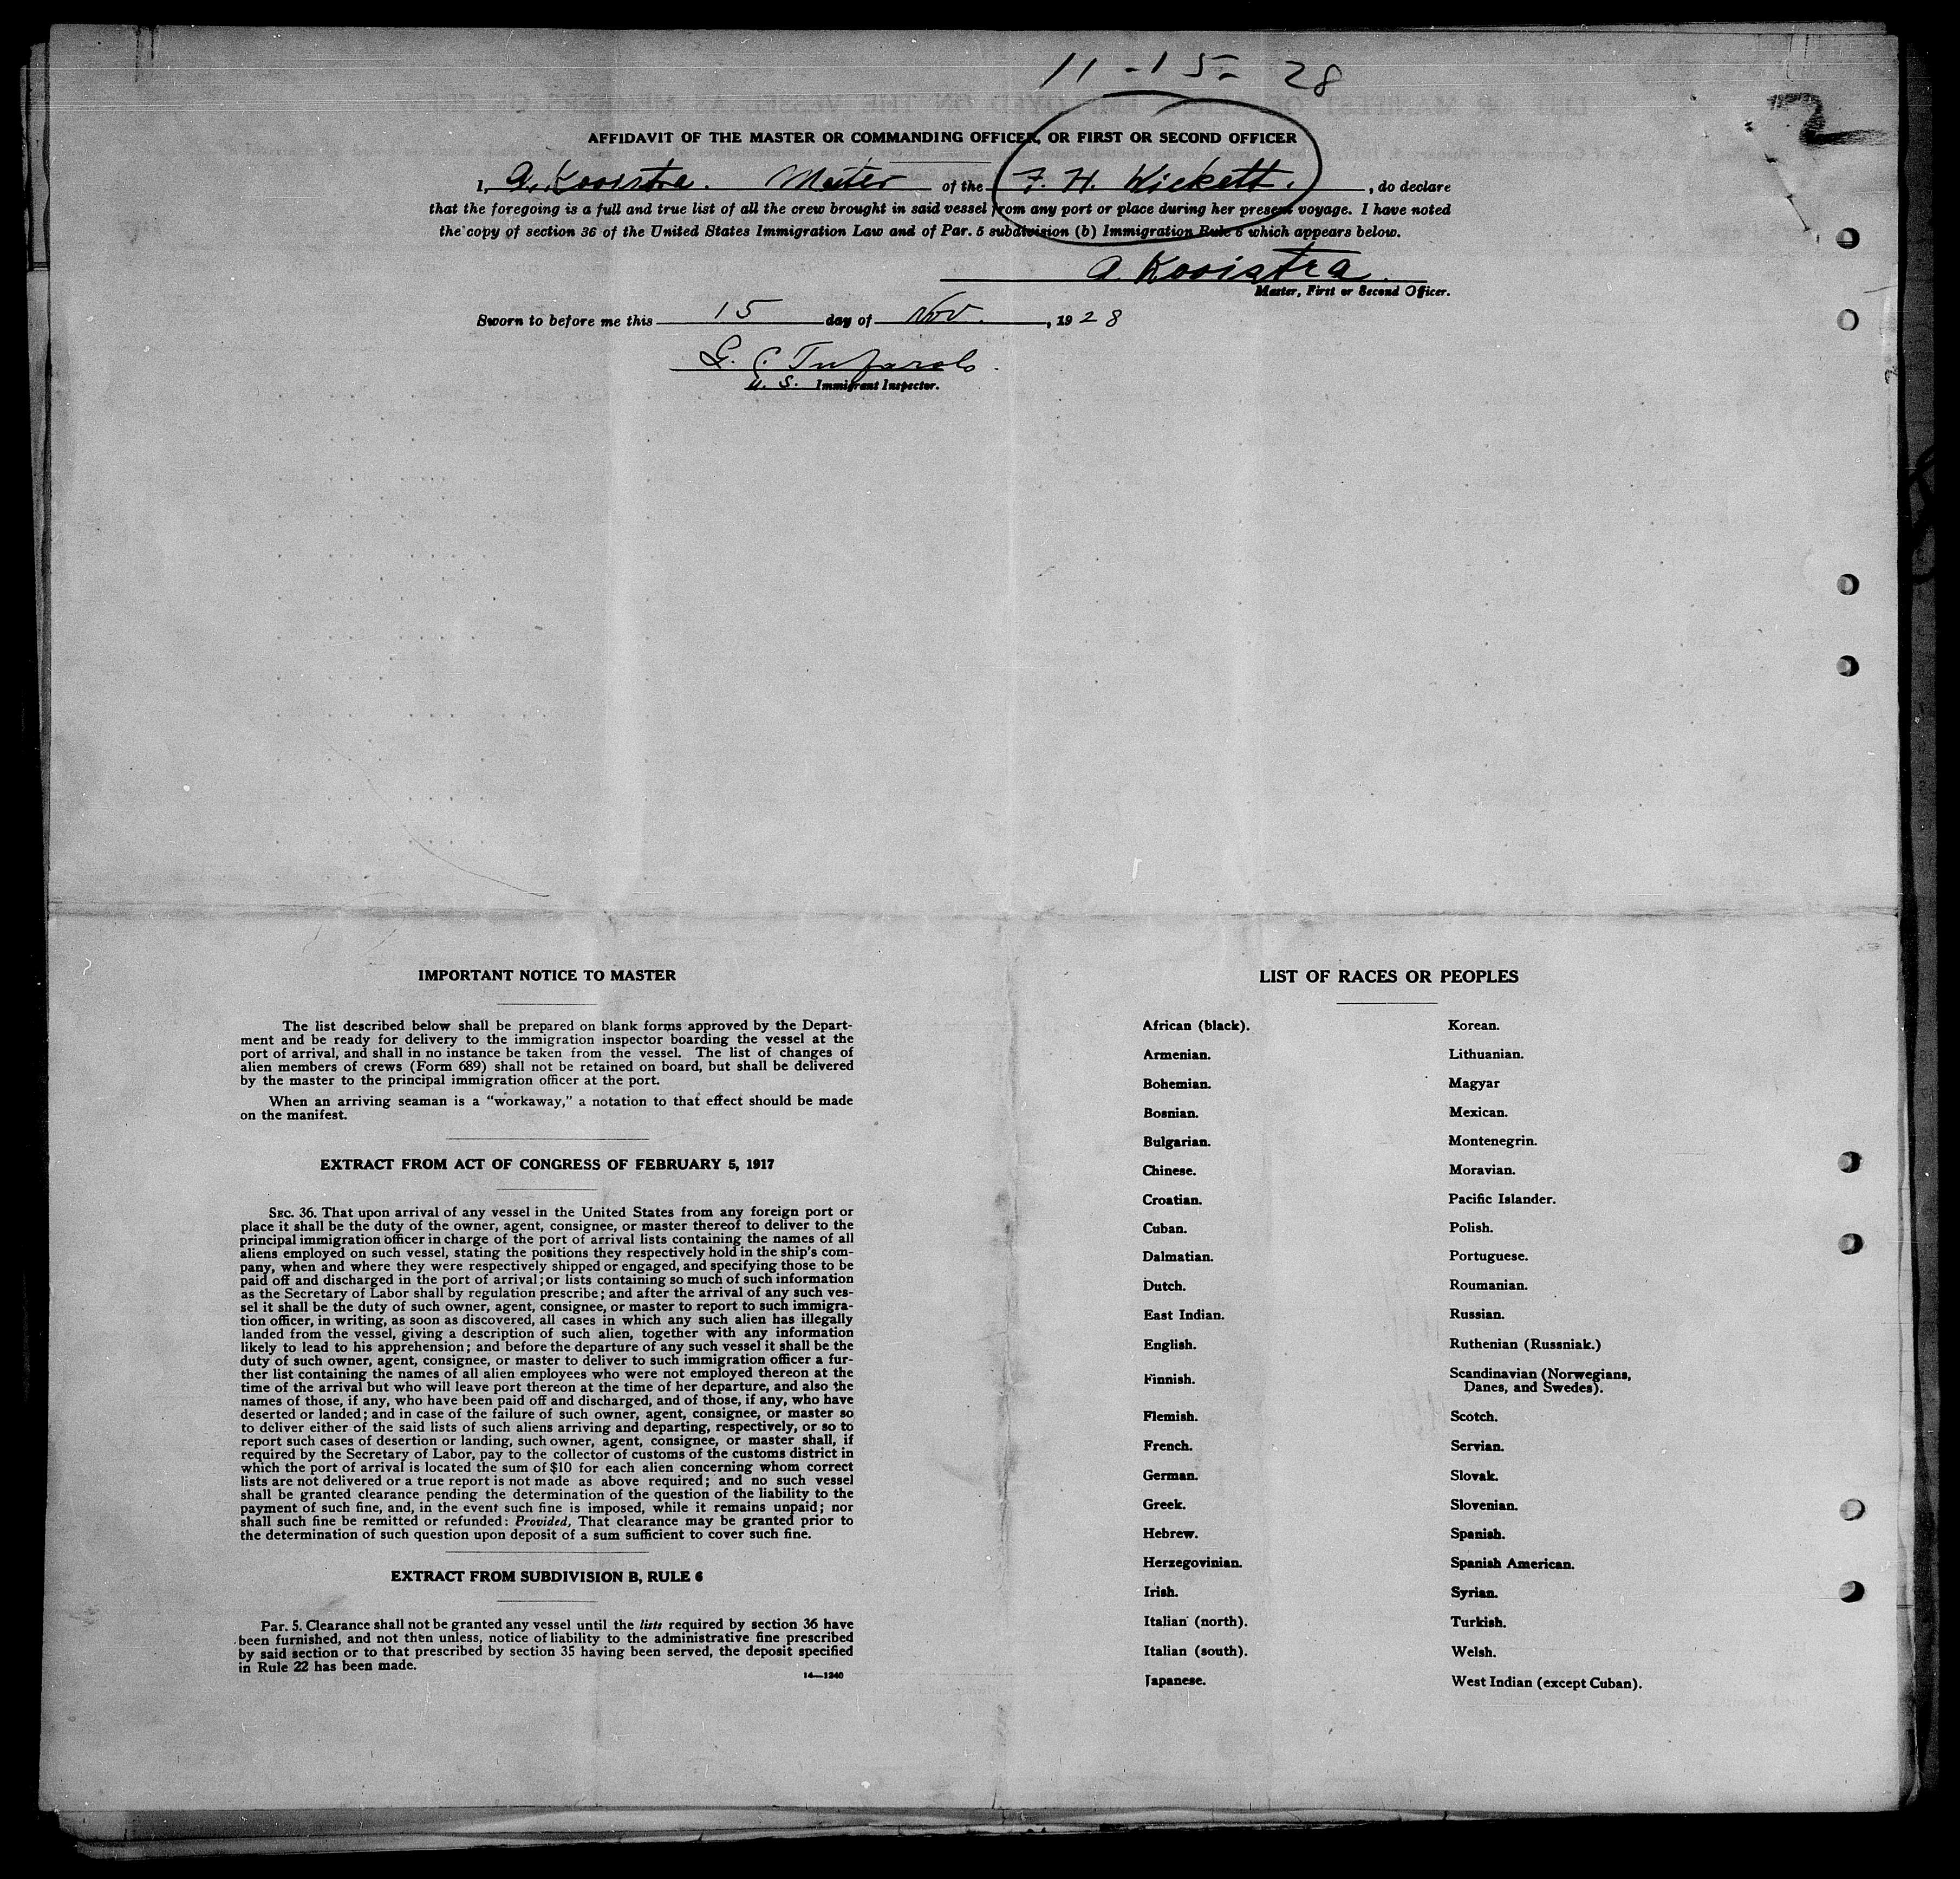 11-15-28
2
AFFIDAVIT OF THE MASTER OR COMMANDING OFFICER, OR FIRST OR SECOND OFFICER
I, A. Kooistra. Master of the F. H. Wickett. , do declare
that the foregoing is a full and true list of all the crew brought in said vessel from any port or place during her present voyage. I have noted
the copy of section 36 of the United States Immigration Law and of Par. 5 subdivision (b) Immigration Rule 6 which appears below.
A. Kooistra
Master, First or Second Officer.
Sworn to before me this 15 day of Nov. , 1928
G.
U. S. Immigrant Inspector.
IMPORTANT NOTICE TO MASTER
The list described below shall be prepared on blank forms approved by the Depart-
ment and be ready for delivery to the immigration inspector boarding the vessel at the
port of arrival, and shall in no instance be taken from the vessel. The list of changes of
alien members of crews (Form 689) shall not be retained on board, but shall be delivered
by the master to the principal immigration officer at the port.
When an arriving seaman is a "workaway," a notation to that effect should be made
on the manifest.
EXTRACT FROM ACT OF CONGRESS OF FEBRUARY 5, 1917
SEC. 36. That upon arrival of any vessel in the United States from any foreign port or
place it shall be the duty of the owner, agent, consignee, or master thereof to deliver to the
principal immigration officer in charge of the port of arrival lists containing the names of all
aliens employed on such vessel, stating the positions they respectively hold in the ship's com-
pany, when and where they were respectively shipped or engaged, and specifying those to be
paid off and discharged in the port of arrival; or lists containing so much of such information
as the Secretary of Labor shall by regulation prescribe; and after the arrival of any such ves-
sel it shall be the duty of such owner, agent, consignee, or master to report to such immigra-
tion officer, in writing, as soon as discovered, all cases in which any such alien has illegally
landed from the vessel, giving a description of such alien, together with any information
likely to lead to his apprehension; and before the departure of any such vessel it shall be the
duty of such owner, agent, consignee, or master to deliver to such immigration officer a fur-
ther list containing the names of all alien employees who were not employed thereon at the
time of the arrival but who will leave port thereon at the time of her departure, and also the
names of those, if any, who have been paid off and discharged, and of those, if any, who have
deserted or landed; and in case of the failure of such owner, agent, consignee, or master so
to deliver either of the said lists of such aliens arriving and departing, respectively, or so to
report such cases of desertion or landing, such owner, agent, consignee, or master shall, if
required by the Secretary of Labor, pay to the collector of customs of the customs district in
which the port of arrival is located the sum of $10 for each alien concerning whom correct
lists are not delivered or a true report is not made as above required; and no such vessel
shall be granted clearance pending the determination of the question of the liability to the
payment of such fine, and, in the event such fine is imposed, while it remains unpaid; nor
shall such fine be remitted or refunded: Provided, That clearance may be granted prior to
the determination of such question upon deposit of a sum sufficient to cover such fine.
EXTRACT FROM SUBDIVISION B, RULE 6
Par. 5. Clearance shall not be granted any vessel until the lists required by section 36 have
been furnished, and not then unless, notice of liability to the administrative fine prescribed
by said section or to that prescribed by section 35 having been served, the deposit specified
in Rule 22 has been made.
14—1240
LIST OF RACES OR PEOPLES
African (black).
Armenian.
Bohemian.
Bosnian.
Bulgarian.
Chinese.
Croatian.
Cuban.
Dalmatian.
Dutch.
East Indian.
English.
Finnish.
Flemish.
French.
German.
Greek.
Hebrew.
Herzegovinian.
Irish.
Italian (north).
Italian (south).
Japanese.
Korean.
Lithuanian.
Magyar
Mexican.
Montenegrin.
Moravian.
Pacific Islander.
Polish.
Portuguese.
Roumanian.
Russian.
Ruthenian (Russniak.)
Scandinavian (Norwegians,
Danes, and Swedes).
Scotch.
Servian.
Slovak.
Slovenian.
Spanish.
Spanish American.
Syrian.
Turkish.
Welsh.
West Indian (except Cuban).